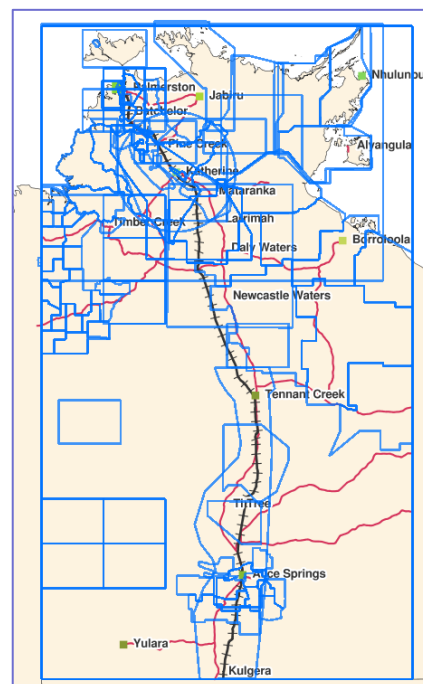 Nhulunbuy
Palmerston
Jabiru
Batchelor
Pine Creek
Alyangula
Katherine
Mataranka
Timber Creek
Larrimah
Borroloola
Daly Waters
Newcastle Waters
Tennant Creek
Ti Tree
Alice Springs
Yulara
Kulgera